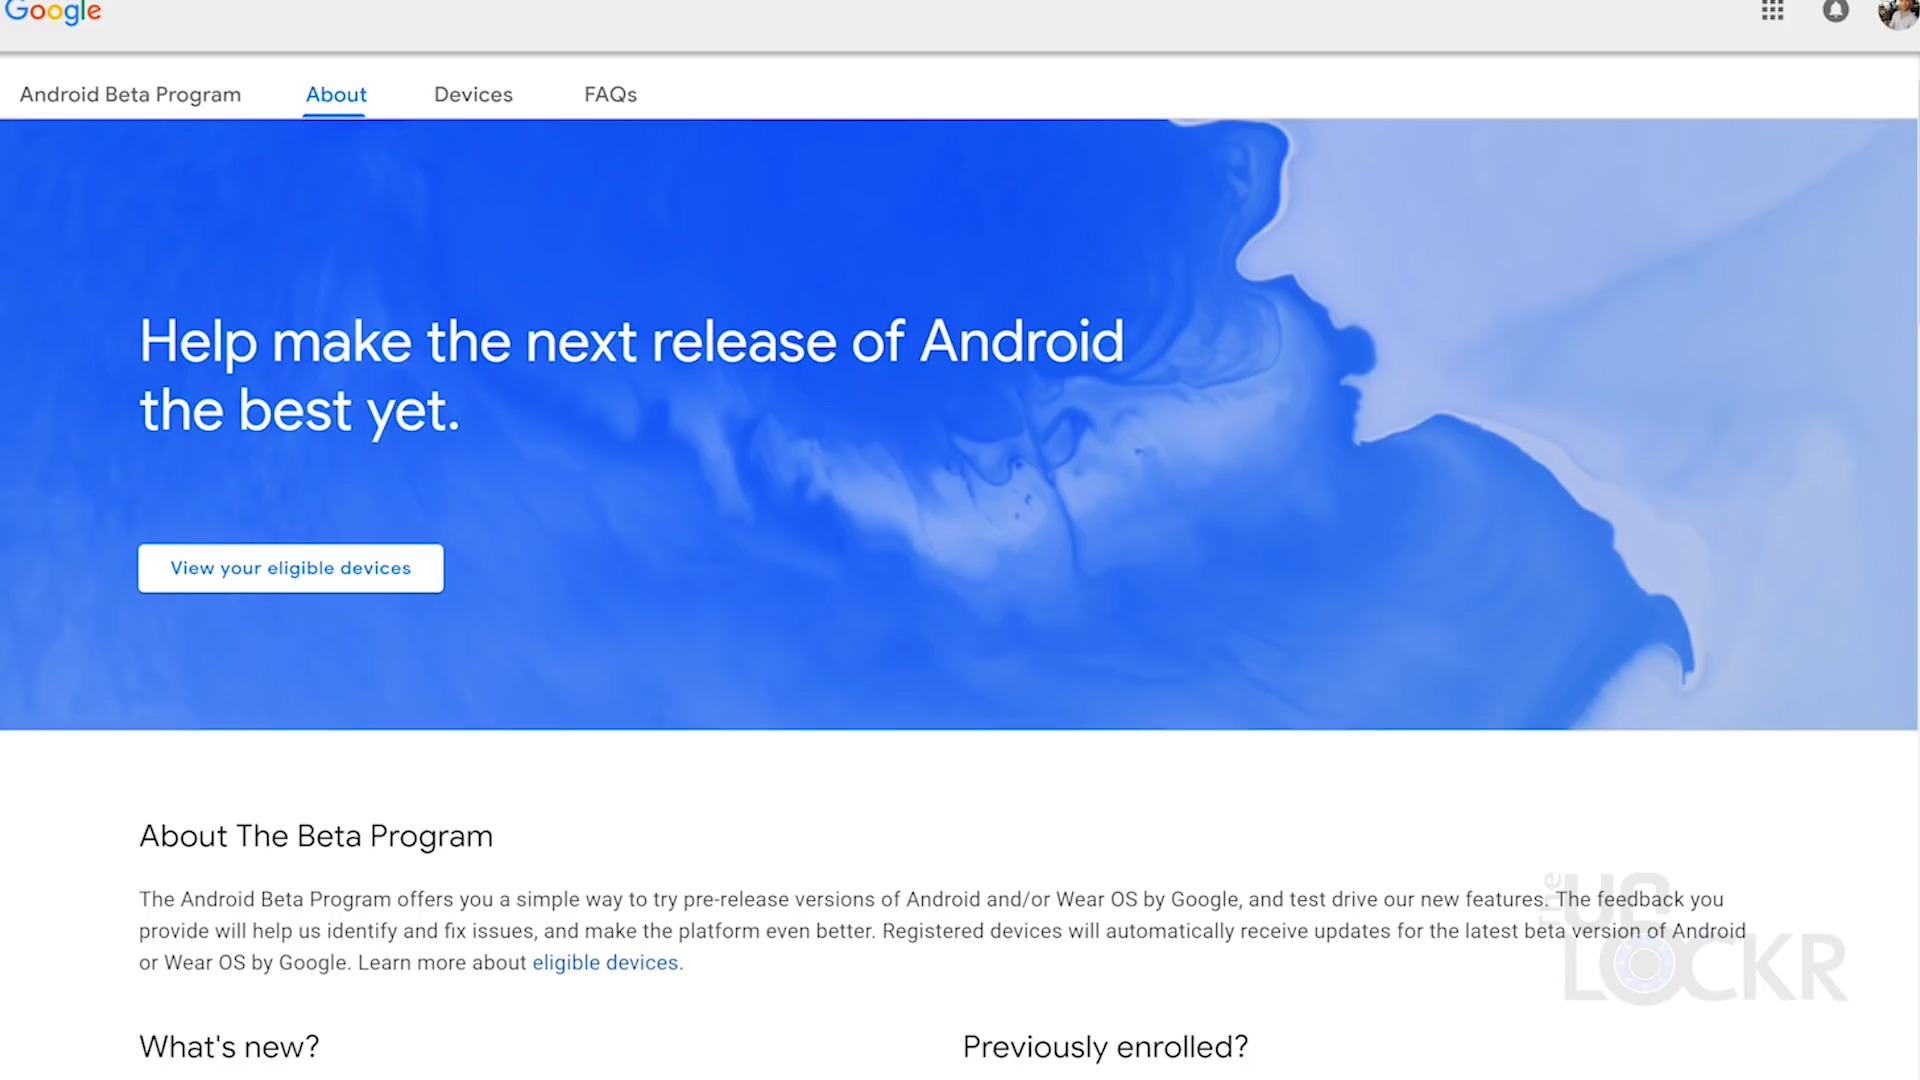 Google
Android Beta Program
About
Devices
FAQs
Help make the next release of Android
the best yet.
View your eligible devices
About The Beta Program
The Android Beta Program offers you a simple way to try pre-release versions of Android and/or Wear OS by Google, and test drive our new features. The feedback you
provide will help us identify and fix issues, and make the platform even better. Registered devices will automatically receive updates for the latest beta version of Android
or Wear OS by Google. Learn more about eligible devices.
the
UN
LOCKR
What's new?
Previously enrolled?